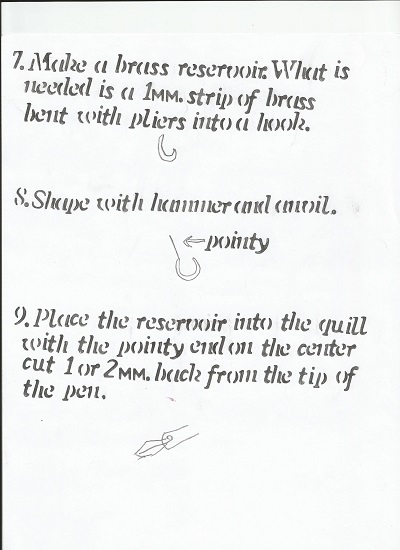 7. Make a brass reservoir. What is
needed is a 1MM. strip of brass
bent with pliers into a hook.
8. Shape with hammer and anvil.
pointy
9. Place the reservoir into the quill
with the pointy end on the center
cut 1 or 2MM. back from the tip of
the pen.